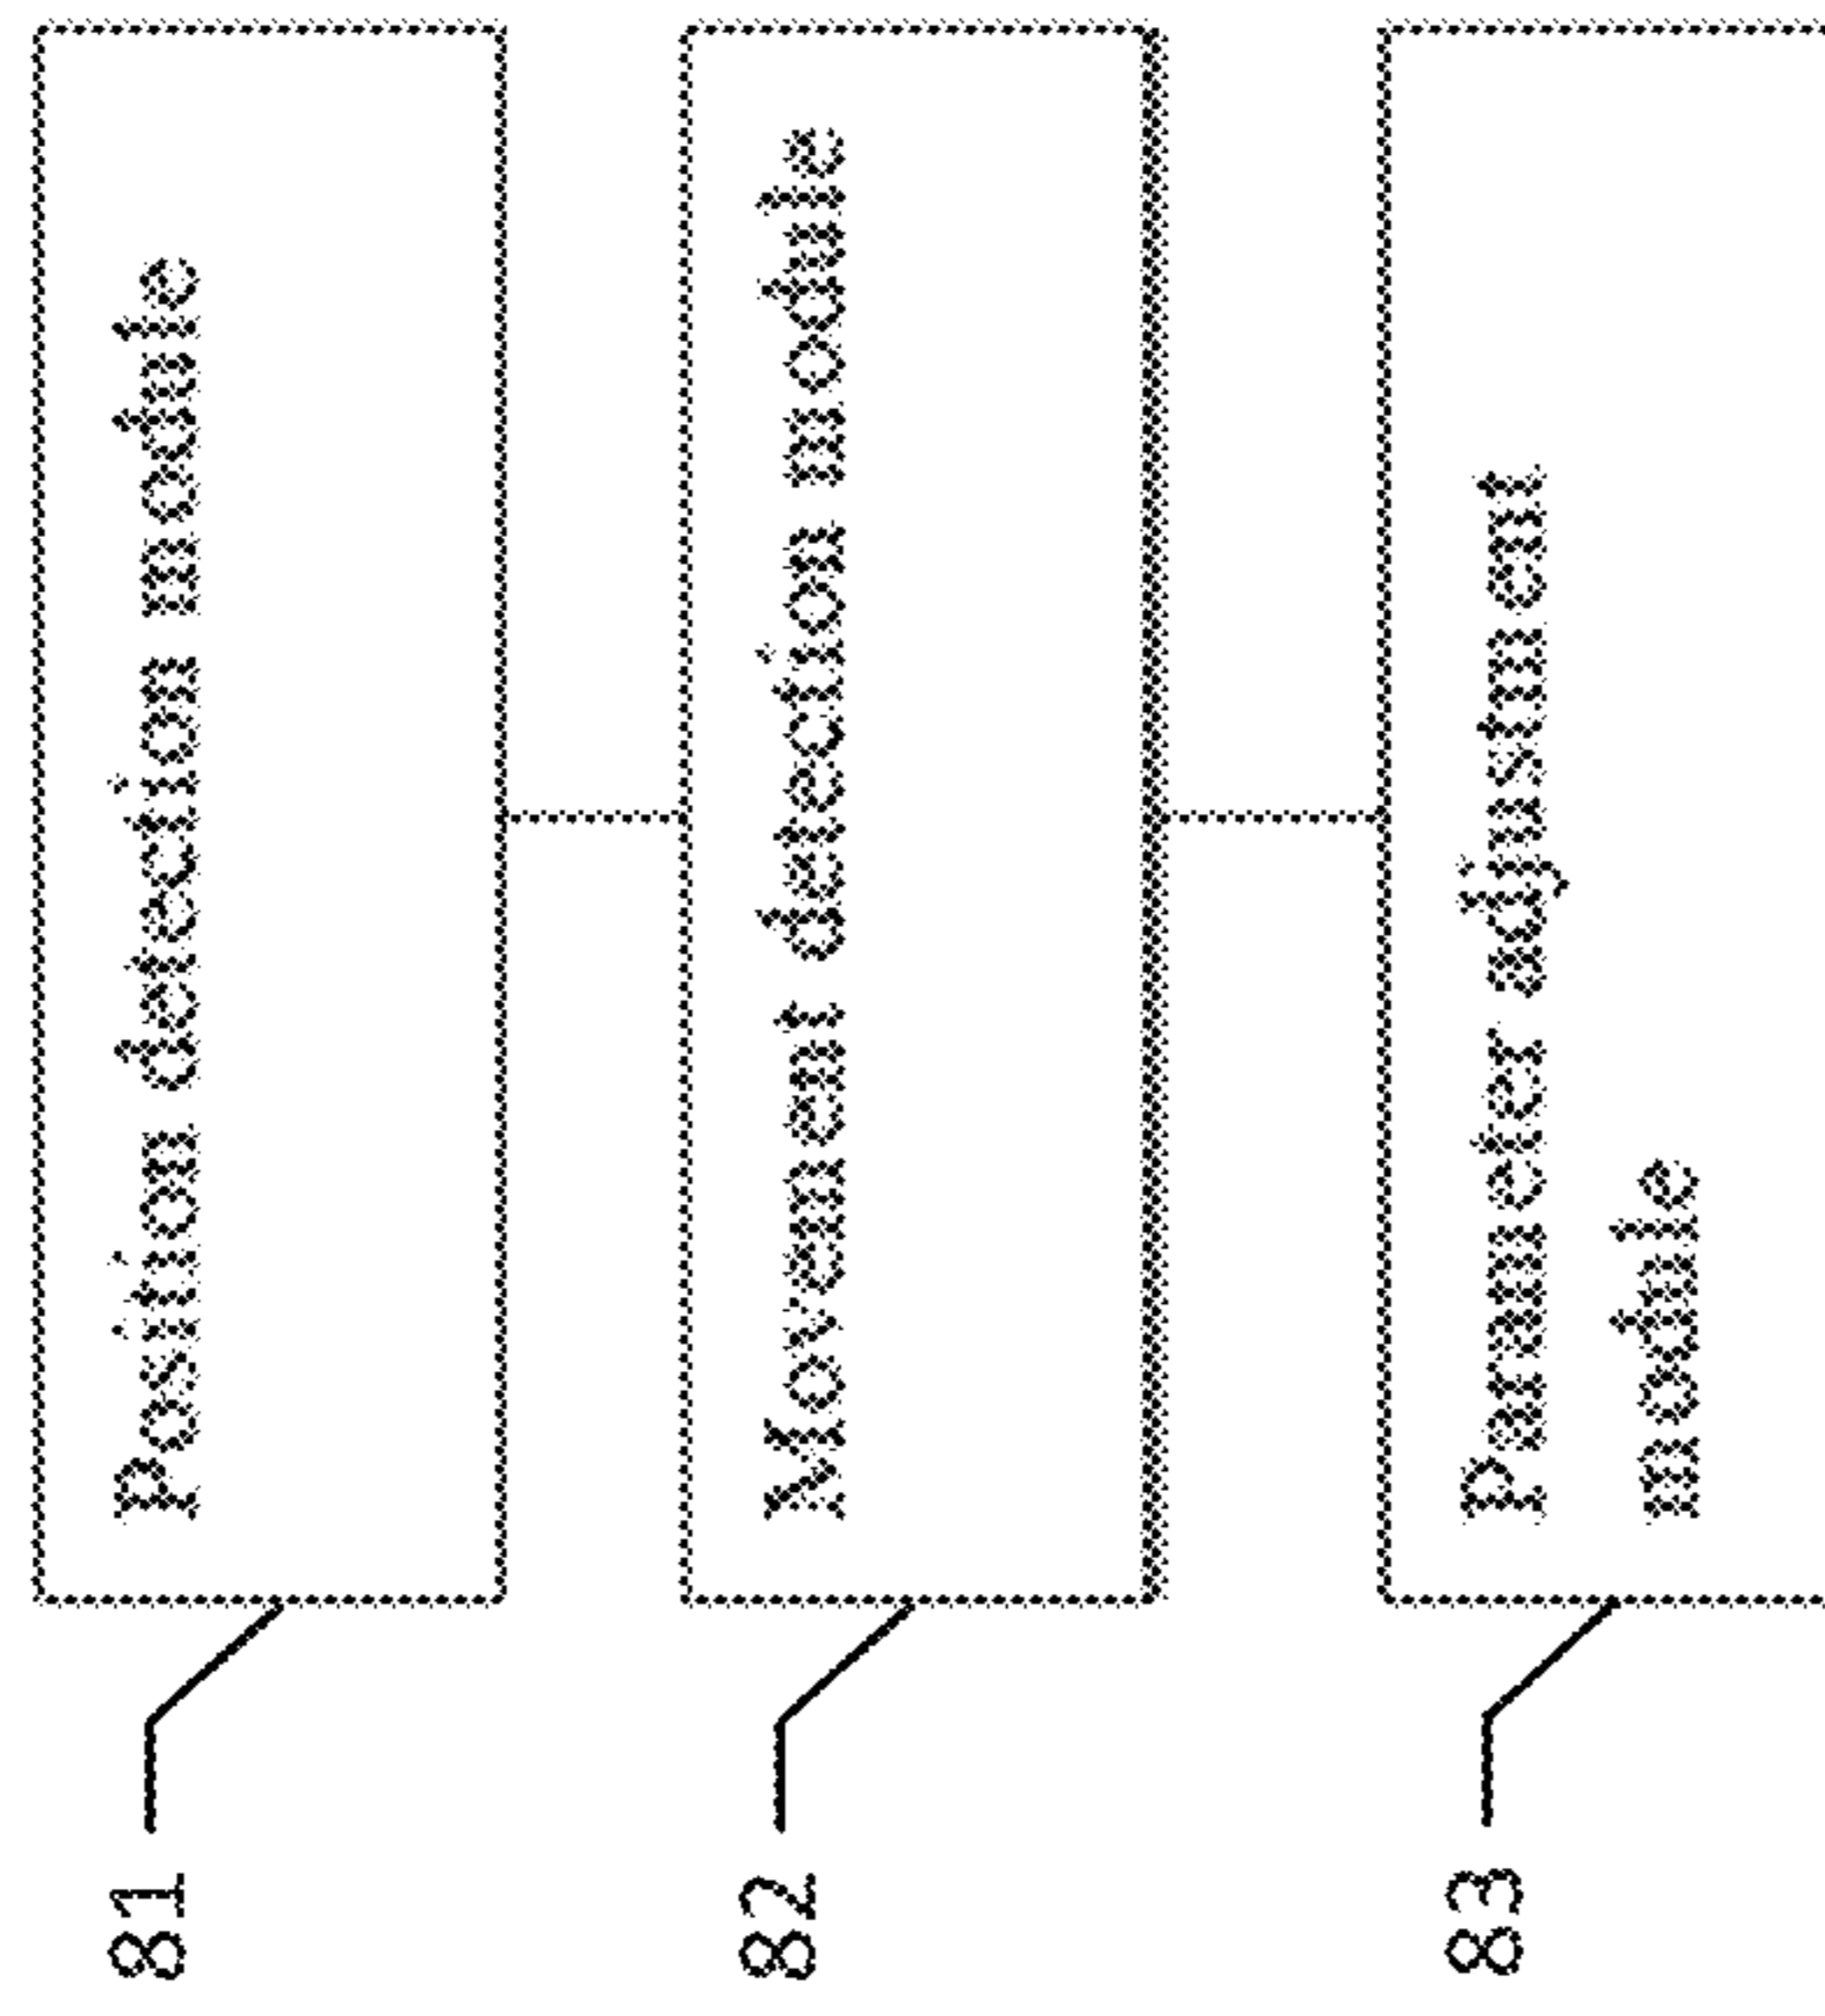 81
Position detection module
82
Movement detection module
83
Parameter adjustment
module